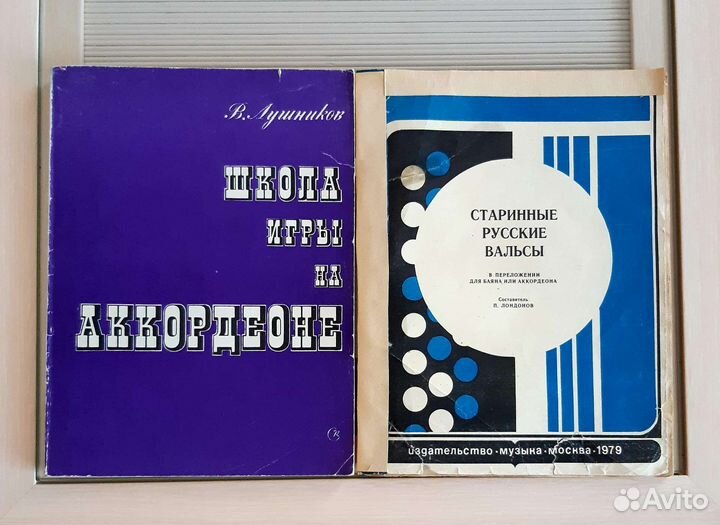 В. Лушников
ШКОЛА
ИГРЫ
НА
АККОРДЕОНЕ
СТАРИННЫЕ
РУССКИЕ
ВАЛЬСЫ
В ПЕРЕЛОЖЕНИИ
ДЛЯ БАЯНА ИЛИ АККОРДЕОНА
Составитель
П. ЛОНДОНОВ
издательство·музыка·москва·1979
Avito